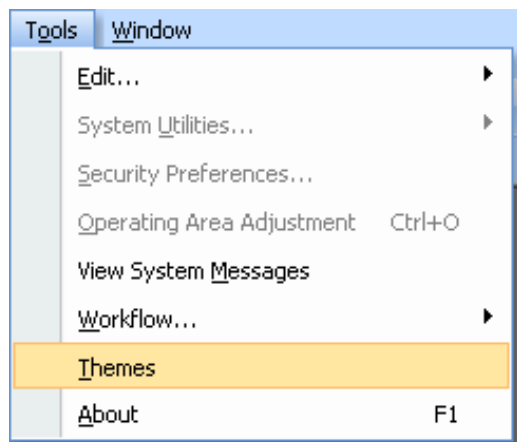 Tools Window
Edit...
System Utilities...
Security Preferences...
Operating Area Adjustment Ctrl+O
View System Messages
Workflow...
Themes
About F1